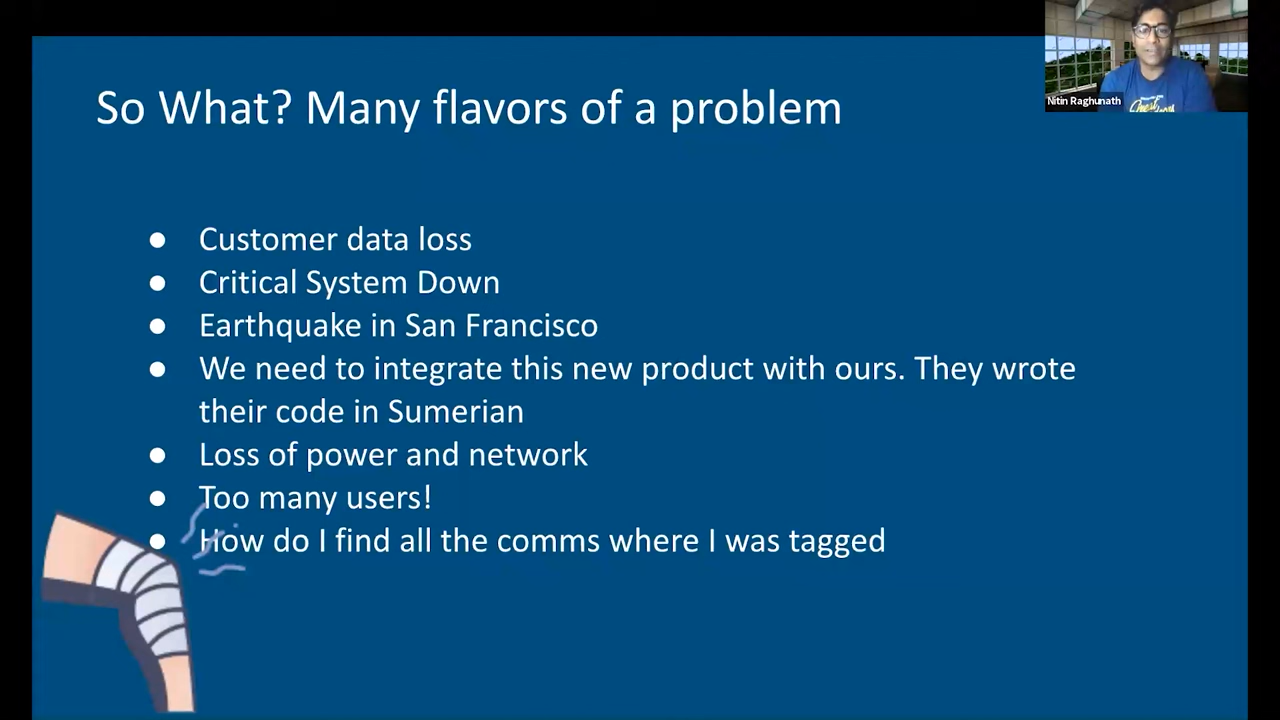 So What? Many flavors of a problem
Nitin Raghunath
● Customer data loss
● Critical System Down
● Earthquake in San Francisco
● We need to integrate this new product with ours. They wrote
their code in Sumerian
● Loss of power and network
● Too many users!
● How do I find all the comms where I was tagged